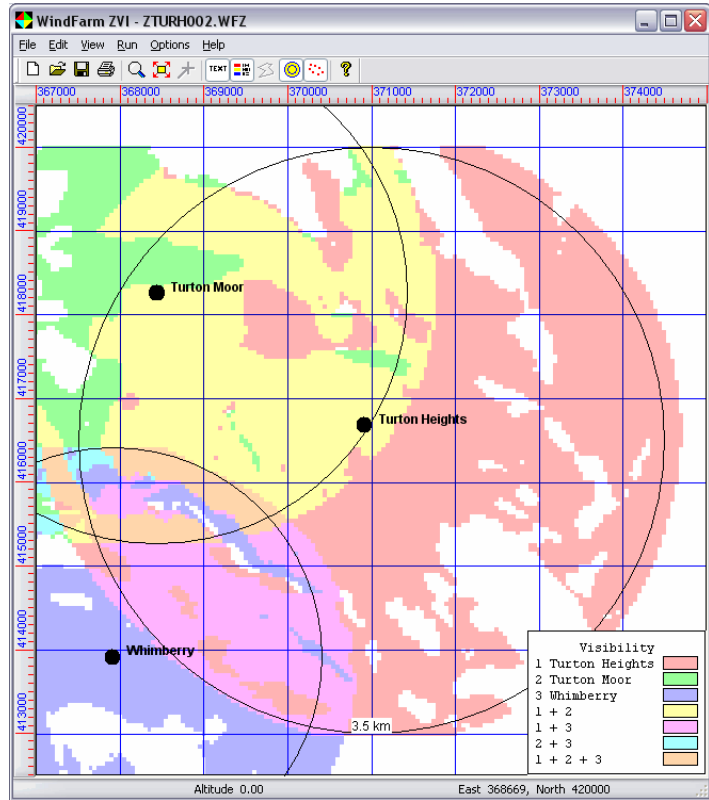 WindFarm ZVI - ZTURH002.WFZ
File Edit View Run Options Help
TEXT
367000 368000 369000 370000 371000 372000 373000 374000
420000
419000
418000
417000
416000
415000
414000
413000
Turton Moor
Turton Heights
Whimberry
3.5 km
Visibility
1 Turton Heights
2 Turton Moor
3 Whimberry
1 + 2
1 + 3
2 + 3
1 + 2 + 3
Altitude 0.00 East 368669, North 420000